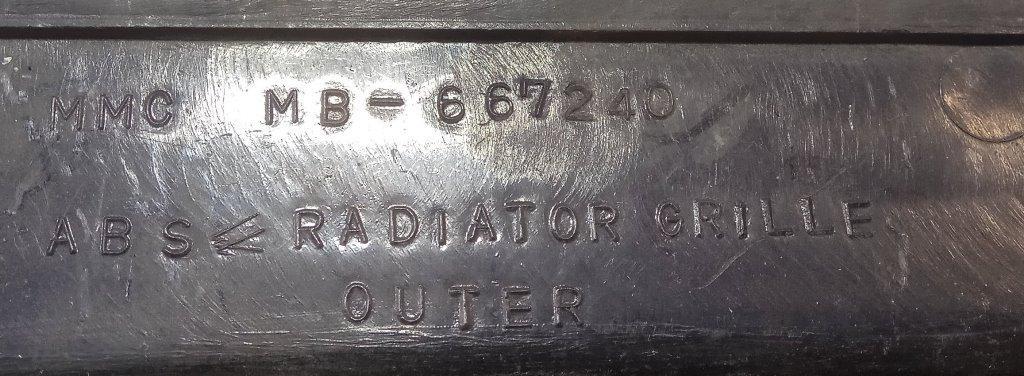 MMC MB-667240
ABS RADIATOR GRILLE
OUTER